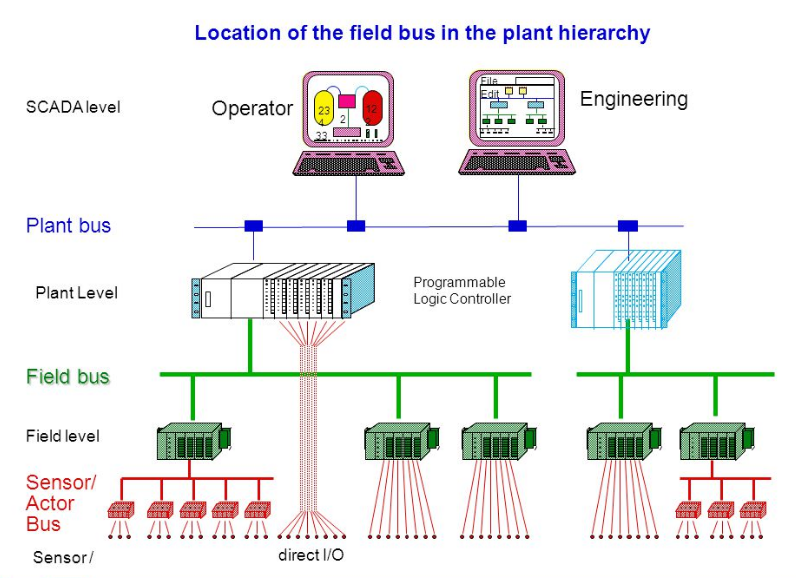 Location of the field bus in the plant hierarchy
SCADA level
Operator
23
4
2
12
33
File
Edit
Engineering
Plant bus
Plant Level
Programmable
Logic Controller
Field bus
Field level
Sensor/
Actor
Bus
Sensor /
direct I/O